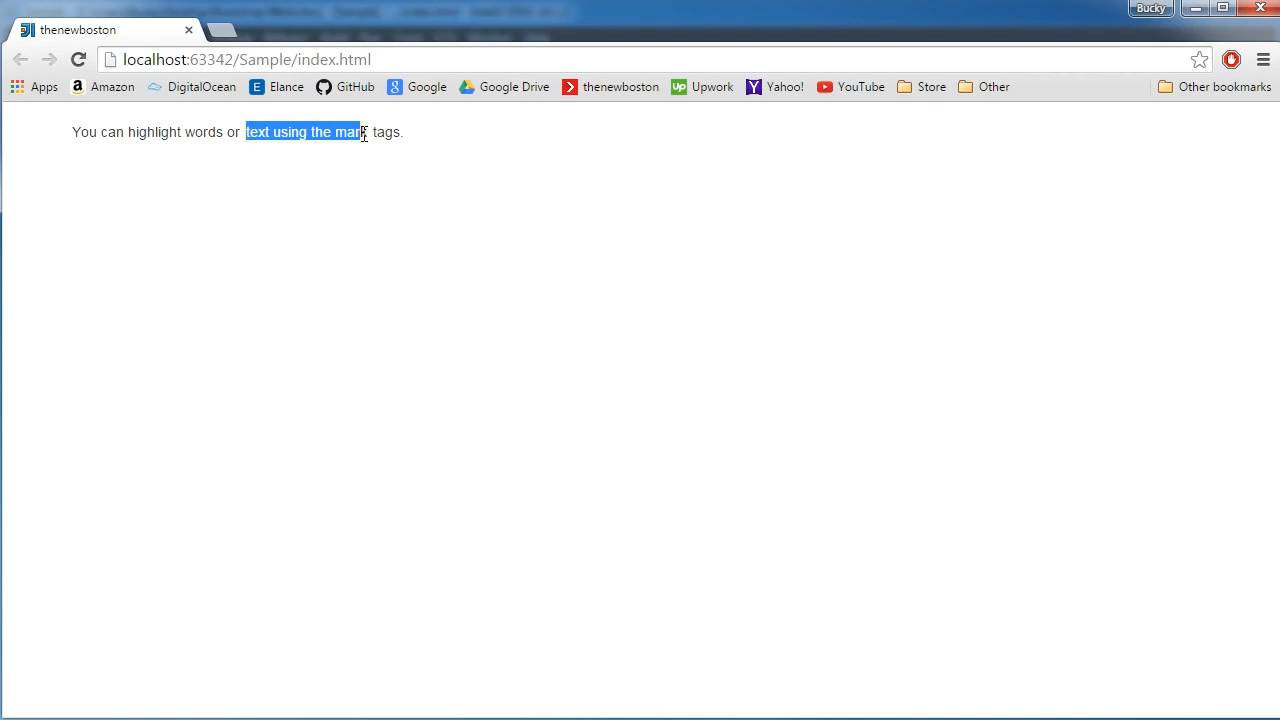 Bucky
thenewboston
localhost:63342/Sample/index.html
Apps Amazon DigitalOcean Elance GitHub Google Google Drive thenewboston Upwork Yahoo! YouTube Store Other Other bookmarks
You can highlight words or text using the mark tags.